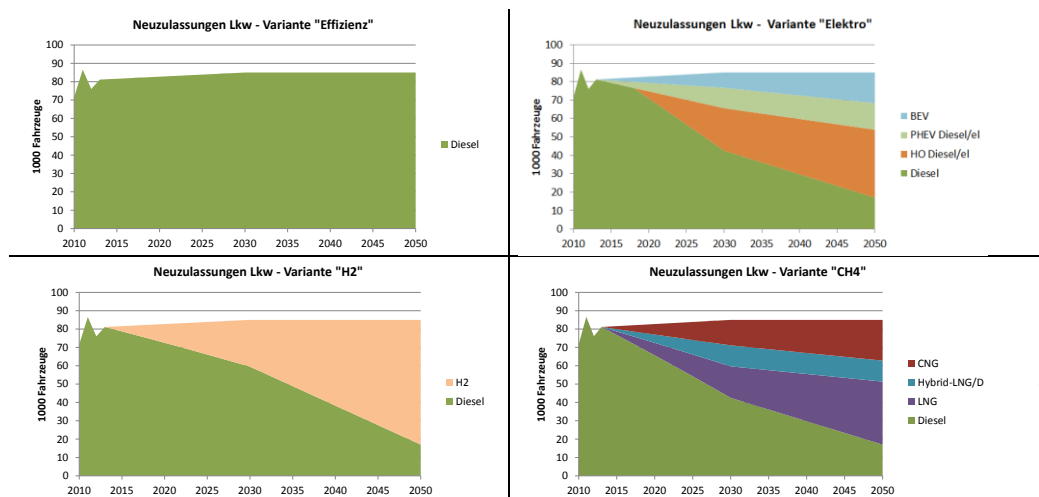 Neuzulassungen Lkw - Variante "Effizienz"
1000 Fahrzeuge
100
90
80
70
60
50
40
30
20
10
0
2010 2015 2020 2025 2030 2035 2040 2045 2050
Diesel
Neuzulassungen Lkw - Variante "Elektro"
1000 Fahrzeuge
100
90
80
70
60
50
40
30
20
10
0
2010 2015 2020 2025 2030 2035 2040 2045 2050
BEV
PHEV Diesel/el
HO Diesel/el
Diesel
Neuzulassungen Lkw - Variante "H2"
1000 Fahrzeuge
100
90
80
70
60
50
40
30
20
10
0
2010 2015 2020 2025 2030 2035 2040 2045 2050
H2
Diesel
Neuzulassungen Lkw - Variante "CH4"
1000 Fahrzeuge
100
90
80
70
60
50
40
30
20
10
0
2010 2015 2020 2025 2030 2035 2040 2045 2050
CNG
Hybrid-LNG/D
LNG
Diesel